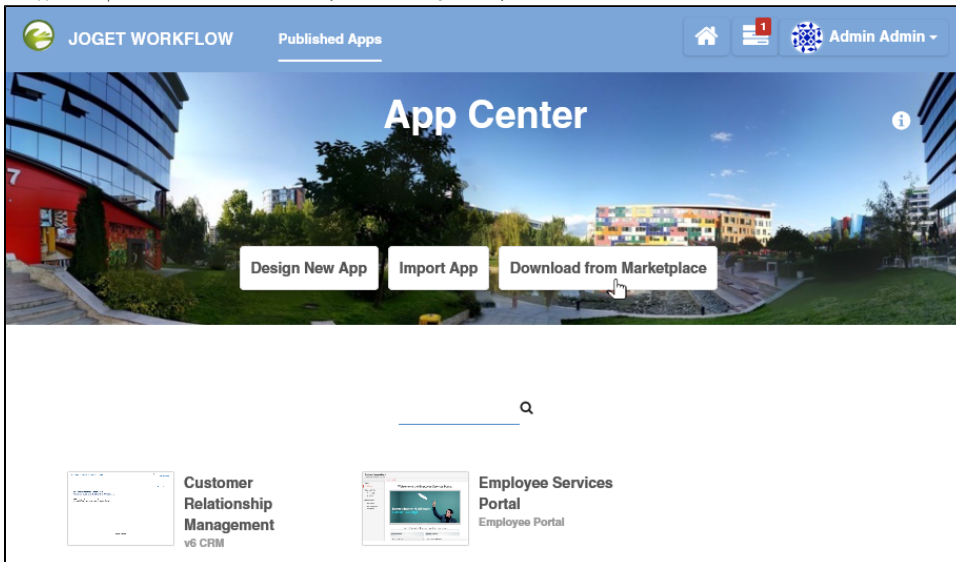 JOGET WORKFLOW
Published Apps
1
Admin Admin
App Center
7
Design New App
Import App
Download from Marketplace
Customer
Relationship
Management
v6 CRM
Employee Services
Portal
Employee Portal